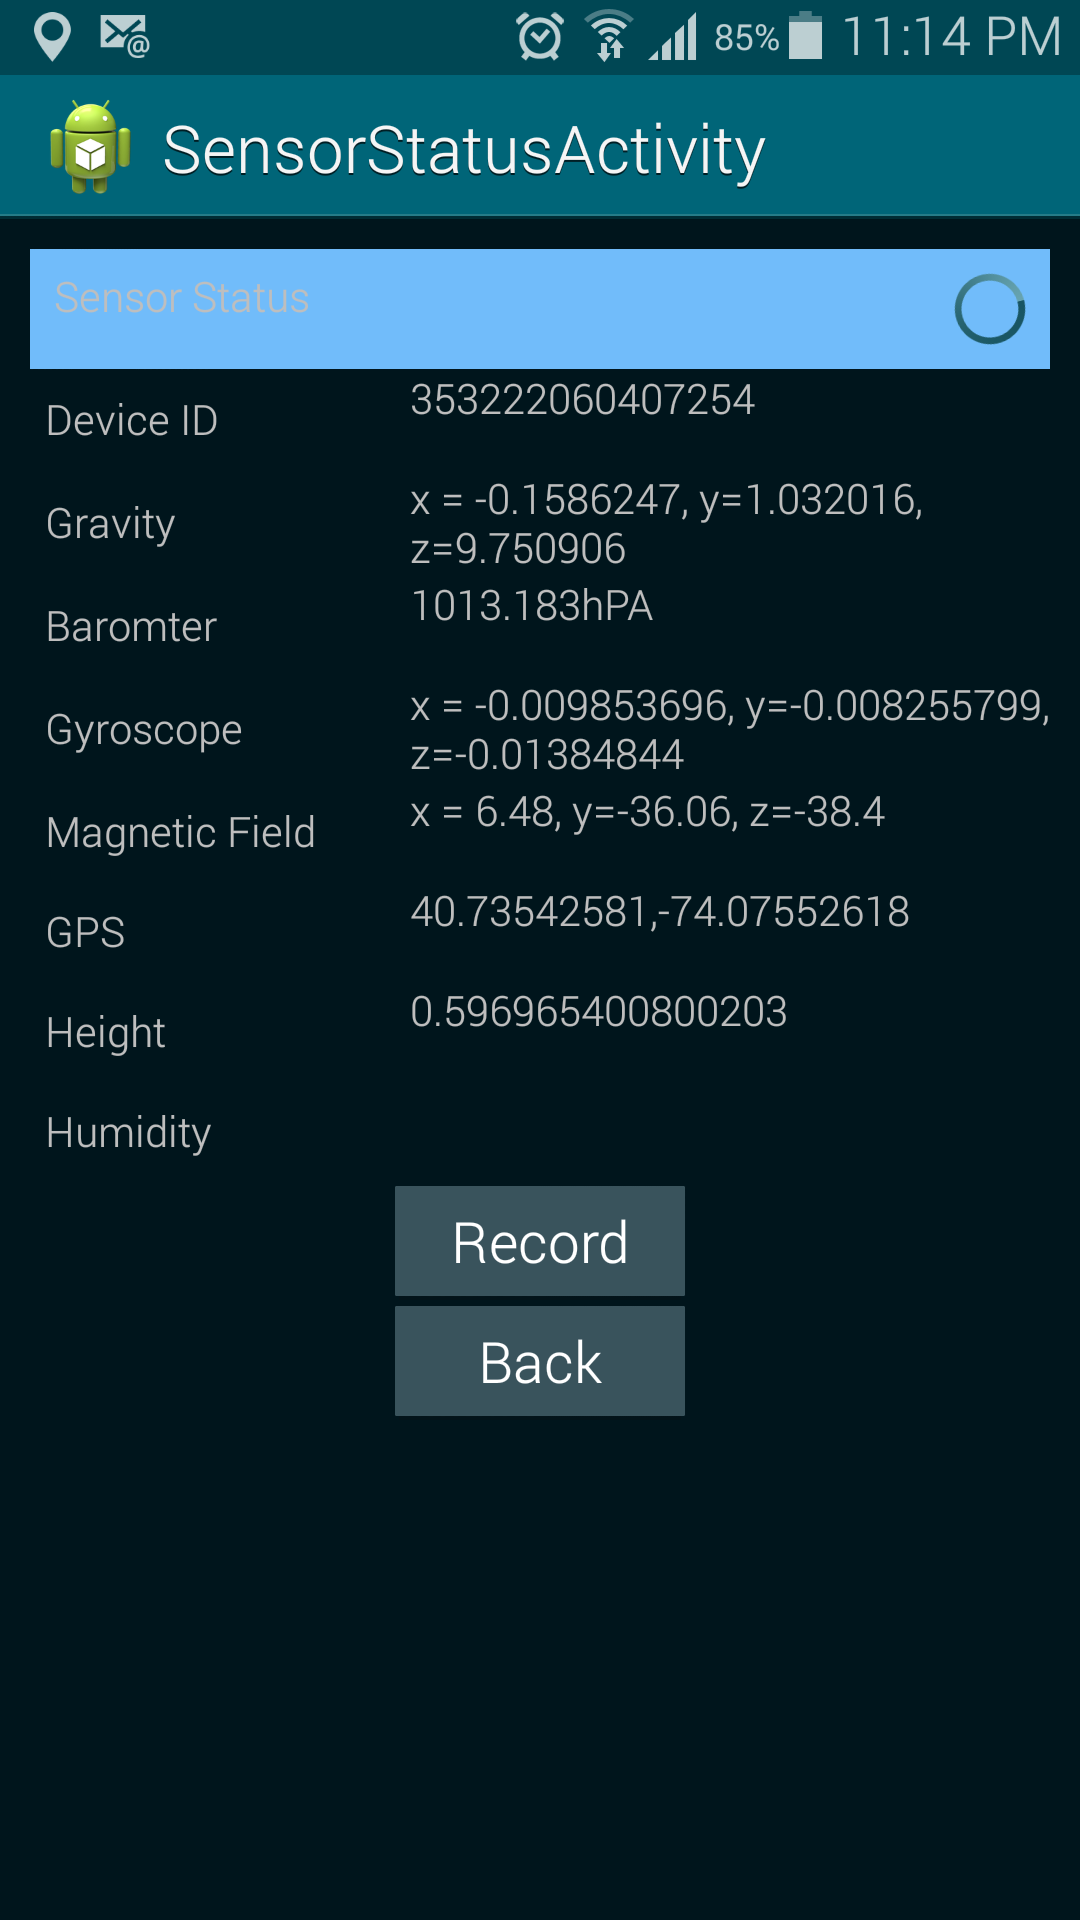 85% 11:14 PM
SensorStatusActivity
Sensor Status
Device ID 353222060407254
Gravity x = -0.1586247, y=1.032016,
z=9.750906
Baromter 1013.183hPA
Gyroscope x = -0.009853696, y=-0.008255799,
z=-0.01384844
Magnetic Field x = 6.48, y=-36.06, z=-38.4
GPS 40.73542581,-74.07552618
Height 0.596965400800203
Humidity
Record
Back